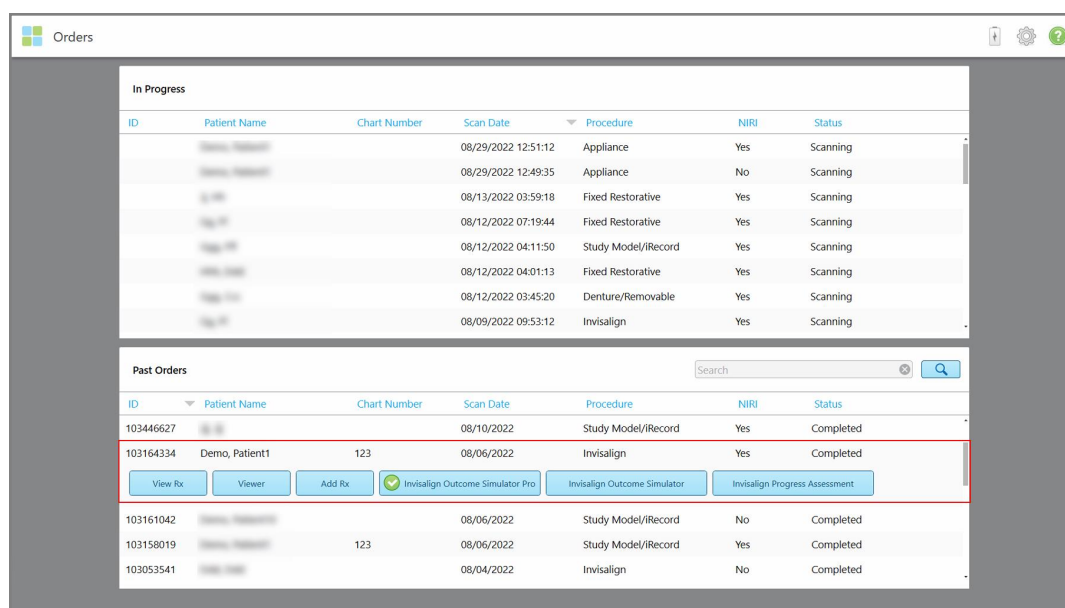 Orders
In Progress
ID Patient Name Chart Number Scan Date Procedure NIRI Status
08/29/2022 12:51:12 Appliance Yes Scanning
08/29/2022 12:49:35 Appliance No Scanning
08/13/2022 03:59:18 Fixed Restorative Yes Scanning
08/12/2022 07:19:44 Fixed Restorative Yes Scanning
08/12/2022 04:11:50 Study Model/iRecord Yes Scanning
08/12/2022 04:01:13 Fixed Restorative Yes Scanning
08/12/2022 03:45:20 Denture/Removable Yes Scanning
08/09/2022 09:53:12 Invisalign Yes Scanning
Past Orders Search
ID Patient Name Chart Number Scan Date Procedure NIRI Status
103446627 08/10/2022 Study Model/iRecord Yes Completed
103164334 Demo, Patient1 123 08/06/2022 Invisalign Yes Completed
View Rx Viewer Add Rx Invisalign Outcome Simulator Pro Invisalign Outcome Simulator Invisalign Progress Assessment
103161042 08/06/2022 Study Model/iRecord No Completed
103158019 123 08/06/2022 Study Model/iRecord Yes Completed
103053541 08/04/2022 Invisalign No Completed